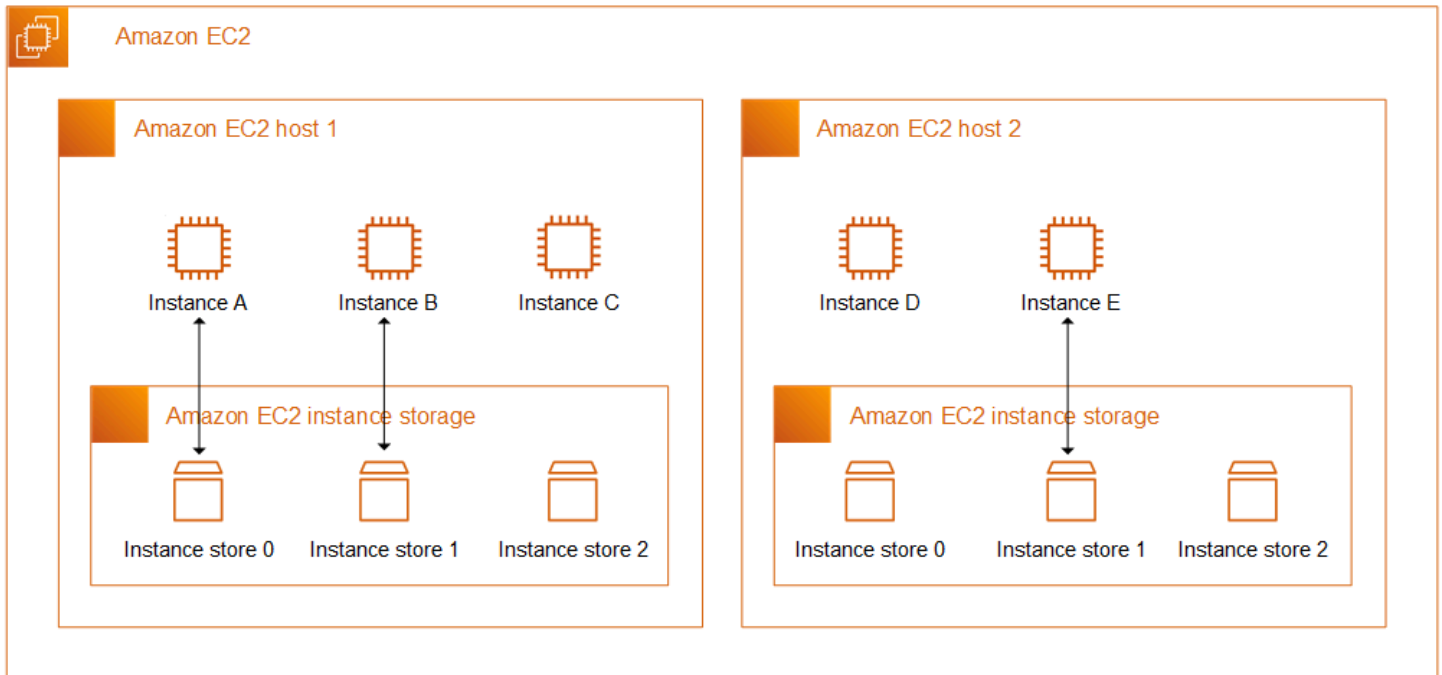 Amazon EC2
Amazon EC2 host 1
Amazon EC2 host 2
Instance A
Instance B
Instance C
Instance D
Instance E
Amazon EC2 instance storage
Amazon EC2 instance storage
Instance store 0
Instance store 1
Instance store 2
Instance store 0
Instance store 1
Instance store 2